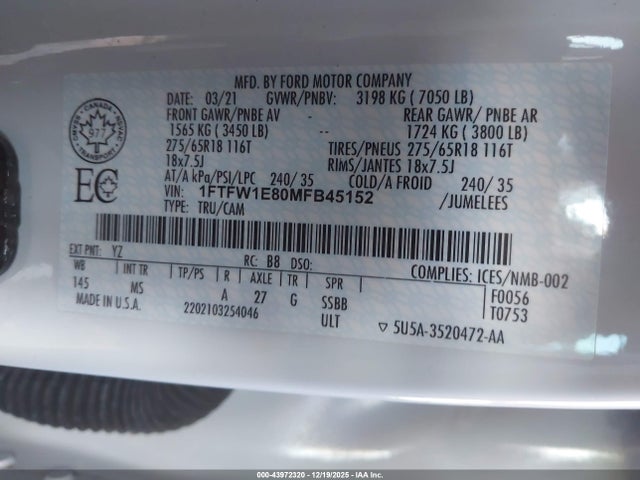 MFD. BY FORD MOTOR COMPANY
DATE: 03/21 GVWR/PNBV: 3198 KG ( 7050 LB)
FRONT GAWR/PNBE AV REAR GAWR/ PNBE AR
1565 KG ( 3450 LB) -- 1724 KG ( 3800 LB)
275/65R18 116T TIRES/PNEUS 275/65R18 116T
18x7.5J RIMS/JANTES 18x7.5J
AT/A kPa/PSI/LPC 240/ 35 COLD/A FROID 240/ 35
VIN: 1FTFW1E80MFB45152 /JUMELEES
TYPE: TRU/CAM
CANADA
977
TRANSPORT
EC
EXT PNT: YZ RC: B8 DSO: COMPLIES: ICES/NMB-002
WB INT TR TP/PS R AXLE TR SPR F0056
145 MS A 27 G SSBB T0753
MADE IN U.S.A. 2202103254046 ULT 5U5A-3520472-AA
000-43972320 - 12/19/2025 - IAA Inc.